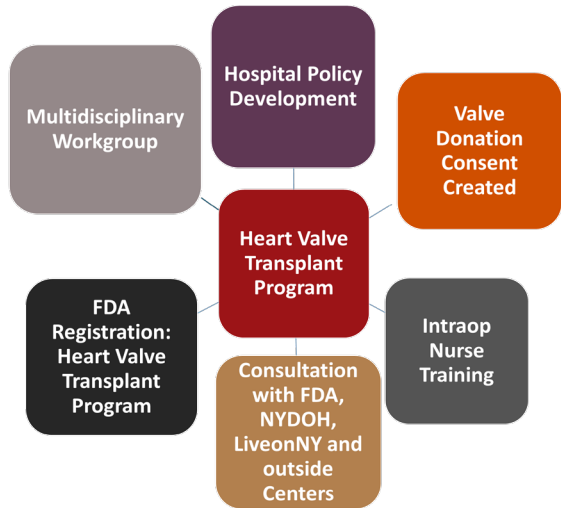 Hospital Policy
Development
Multidisciplinary
Workgroup
Valve
Donation
Consent
Created
Heart Valve
Transplant
Program
FDA
Registration:
Heart Valve
Transplant
Program
Intraop
Nurse
Training
Consultation
with FDA,
NYDOH,
LiveonNY and
outside
Centers